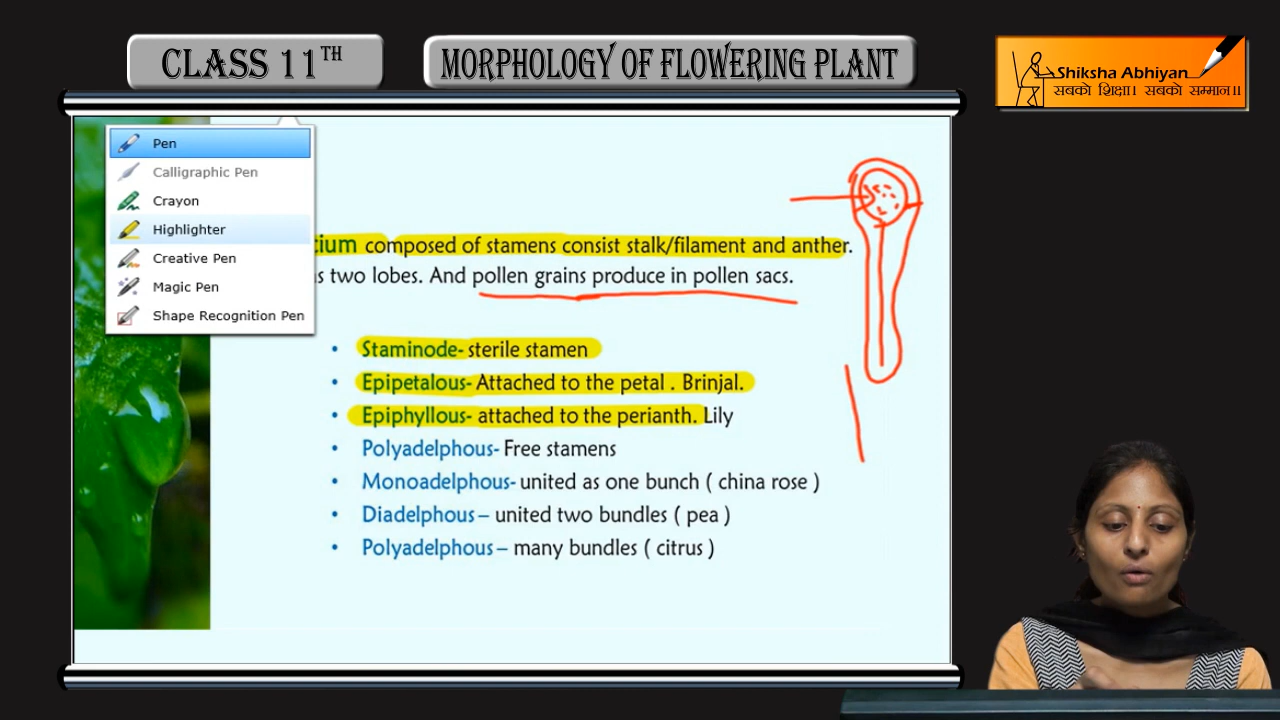 CLASS 11TH
MORPHOLOGY OF FLOWERING PLANT
Shiksha Abhiyan
सबको शिक्षा। सबको सम्मान॥
Pen
Calligraphic Pen
Crayon
Highlighter
Creative Pen
Magic Pen
Shape Recognition Pen
composed of stamens consist stalk/filament and anther.
two lobes. And pollen grains produce in pollen sacs.
• Staminode- sterile stamen
• Epipetalous- Attached to the petal . Brinjal.
• Epiphyllous- attached to the perianth. Lily
• Polyadelphous- Free stamens
• Monoadelphous- united as one bunch ( china rose )
• Diadelphous – united two bundles ( pea )
• Polyadelphous – many bundles ( citrus )